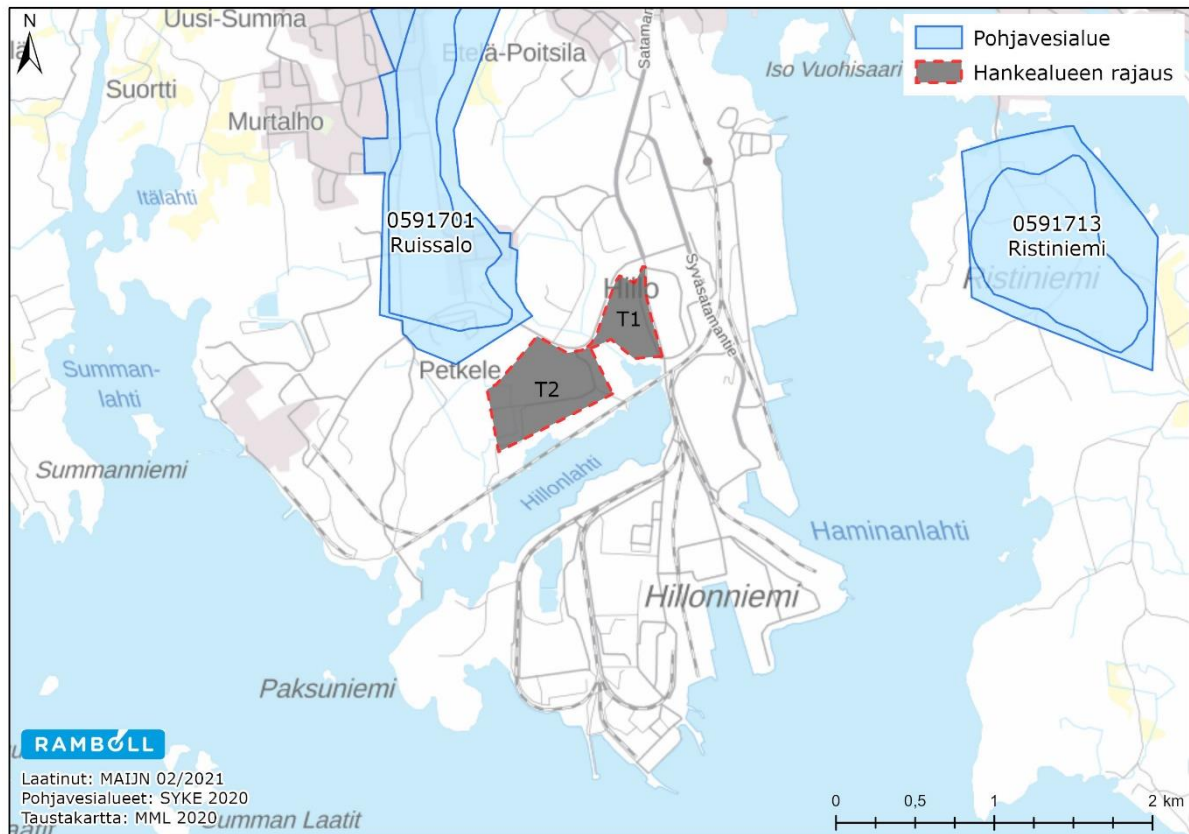 N
Uusi-Summa
Etelä-Poitsila
Suortti
Murtalho
Satamant
Iso Vuohisaari
Pohjavesialue
Hankealueen rajaus
Itälahti
0591701
Ruissalo
0591713
Ristiniemi
Ristiniemi
Hillo
T1
Syväsatamantie
Summan-
lahti
Petkele
T2
Summanniemi
Hillonlahti
Haminanlahti
Hillonniemi
Paksuniemi
RAMBOLL
Laatinut: MAIJN 02/2021
Pohjavesialueet: SYKE 2020
Taustakartta: MML 2020
Summan Laatit
0 0,5 1 2 km